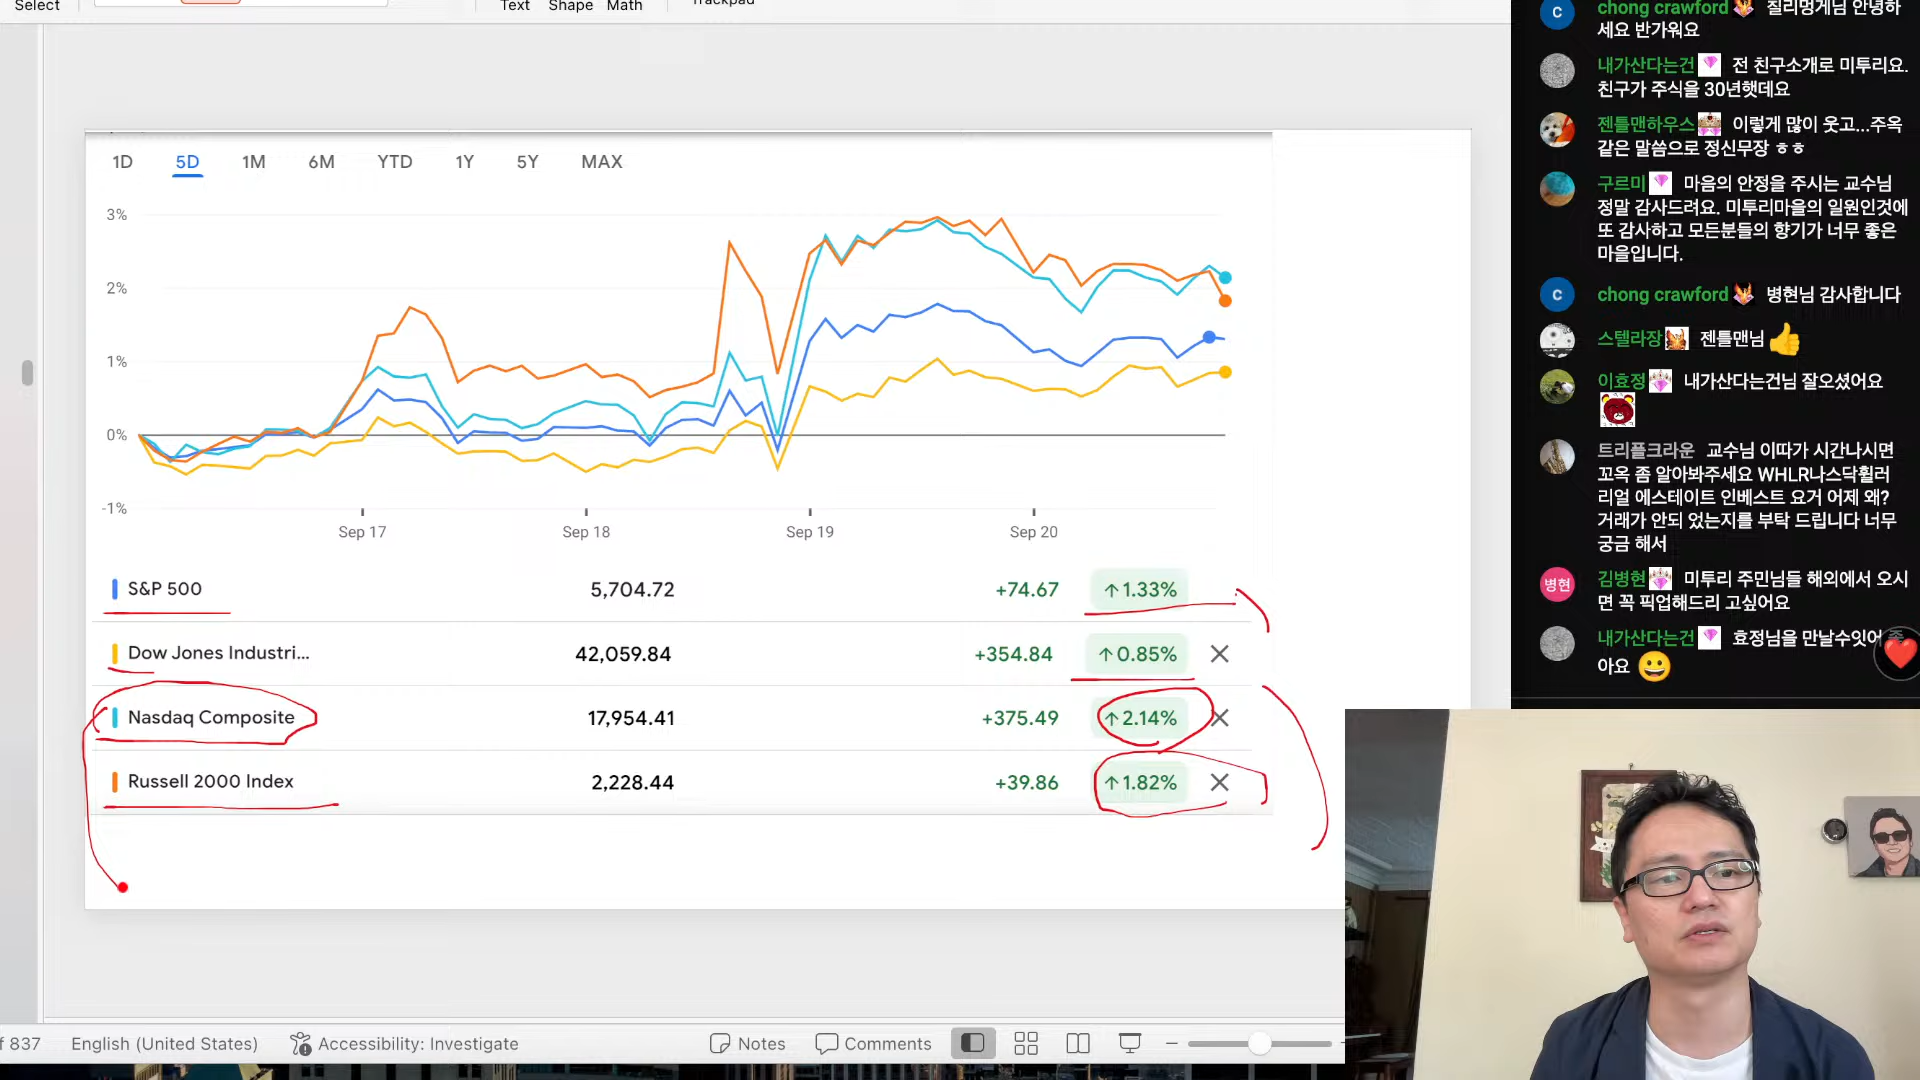 Select
Text Shape Math
Trackpad
1D 5D 1M 6M YTD 1Y 5Y MAX
3%
2%
1%
0%
-1%
Sep 17 Sep 18 Sep 19 Sep 20
S&P 500 5,704.72 +74.67 ↑1.33%
Dow Jones Industri... 42,059.84 +354.84 ↑0.85%
Nasdaq Composite 17,954.41 +375.49 ↑2.14%
Russell 2000 Index 2,228.44 +39.86 ↑1.82%
f 837 English (United States) Accessibility: Investigate Notes Comments
C
chong crawford 칠리멍게님 안녕하
세요 반가워요
내가산다는건 전 친구소개로 미투리요.
친구가 주식을 30년했데요
젠틀맨하우스 이렇게 많이 웃고...주옥
같은 말씀으로 정신무장 ㅎㅎ
구르미 마음의 안정을 주시는 교수님
정말 감사드려요. 미투리마을의 일원인것에
또 감사하고 모든분들의 향기가 너무 좋은
마을입니다.
C
chong crawford 병현님 감사합니다
스텔라장 젠틀맨님
이효정 내가산다는건님 잘오셨어요
트리플크라운 교수님 이따가 시간나시면
꼬옥 좀 알아봐주세요 WHLR나스닥휠러
리얼 에스테이트 인베스트 요거 어제 왜?
거래가 안되 었는지를 부탁 드립니다 너무
궁금 해서
병현
김병현 미투리 주민님들 해외에서 오시
면 꼭 픽업해드리 고싶어요
내가산다는건 효정님을 만날수잇어
아요